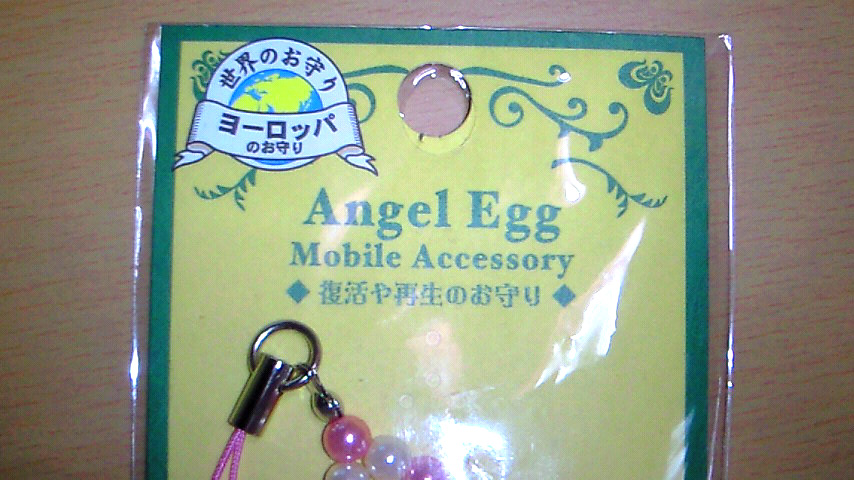 世界のお守り
ヨーロッパ
のお守り
Angel Egg
Mobile Accessory
◆ 復活や再生のお守り ◆